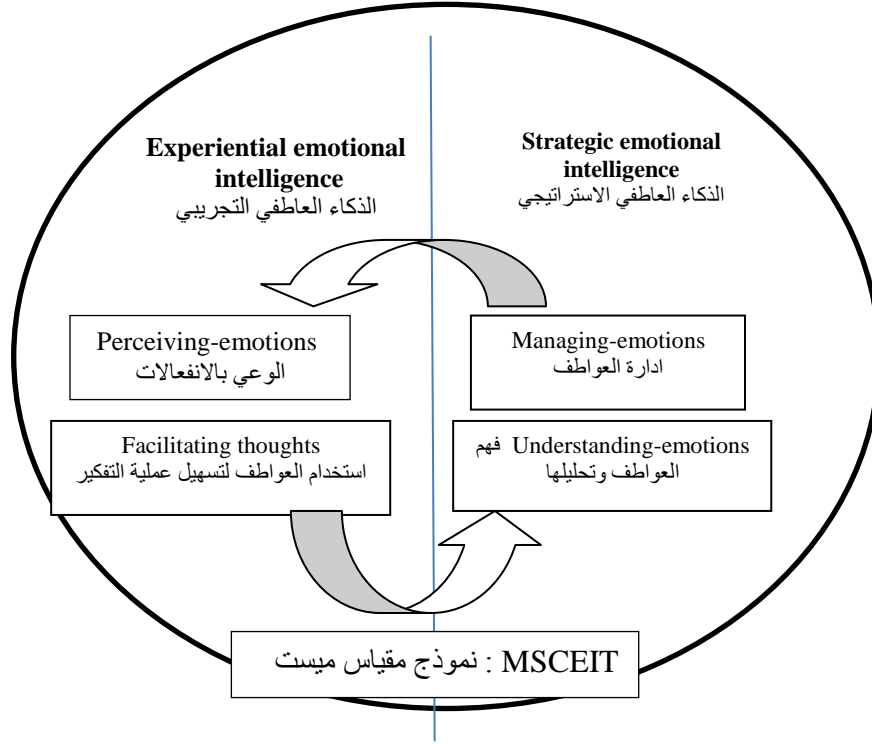 Experiential emotional
intelligence
الذكاء العاطفي التجريبي
Strategic emotional
intelligence
الذكاء العاطفي الاستراتيجي
Perceiving-emotions
الوعي بالانفعالات
Managing-emotions
ادارة العواطف
Facilitating thoughts
استخدام العواطف لتسهيل عملية التفكير
Understanding-emotions فهم
العواطف وتحليلها
MSCEIT : نموذج مقياس ميست